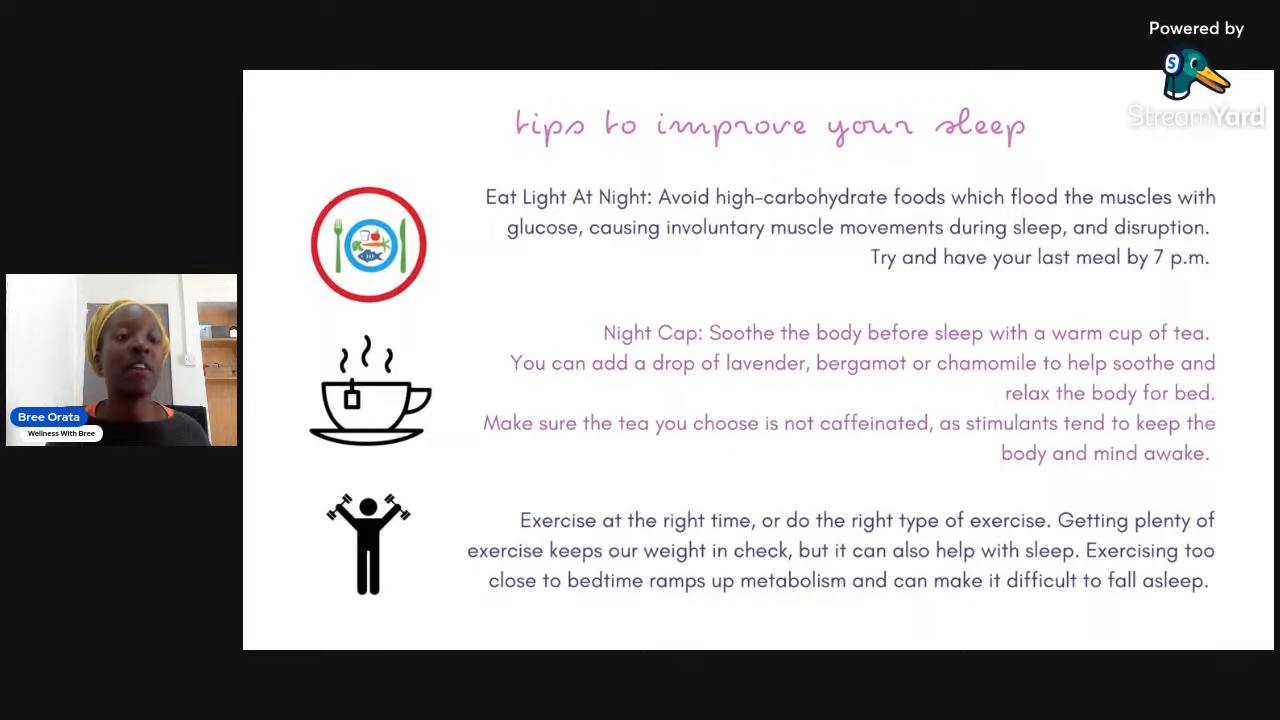 Powered by
StreamYard
tips to improve your sleep
Eat Light At Night: Avoid high-carbohydrate foods which flood the muscles with
glucose, causing involuntary muscle movements during sleep, and disruption.
Try and have your last meal by 7 p.m.
Night Cap: Soothe the body before sleep with a warm cup of tea.
You can add a drop of lavender, bergamot or chamomile to help soothe and
relax the body for bed.
Make sure the tea you choose is not caffeinated, as stimulants tend to keep the
body and mind awake.
Exercise at the right time, or do the right type of exercise. Getting plenty of
exercise keeps our weight in check, but it can also help with sleep. Exercising too
close to bedtime ramps up metabolism and can make it difficult to fall asleep.
Bree Orata
Wellness With Bree
S